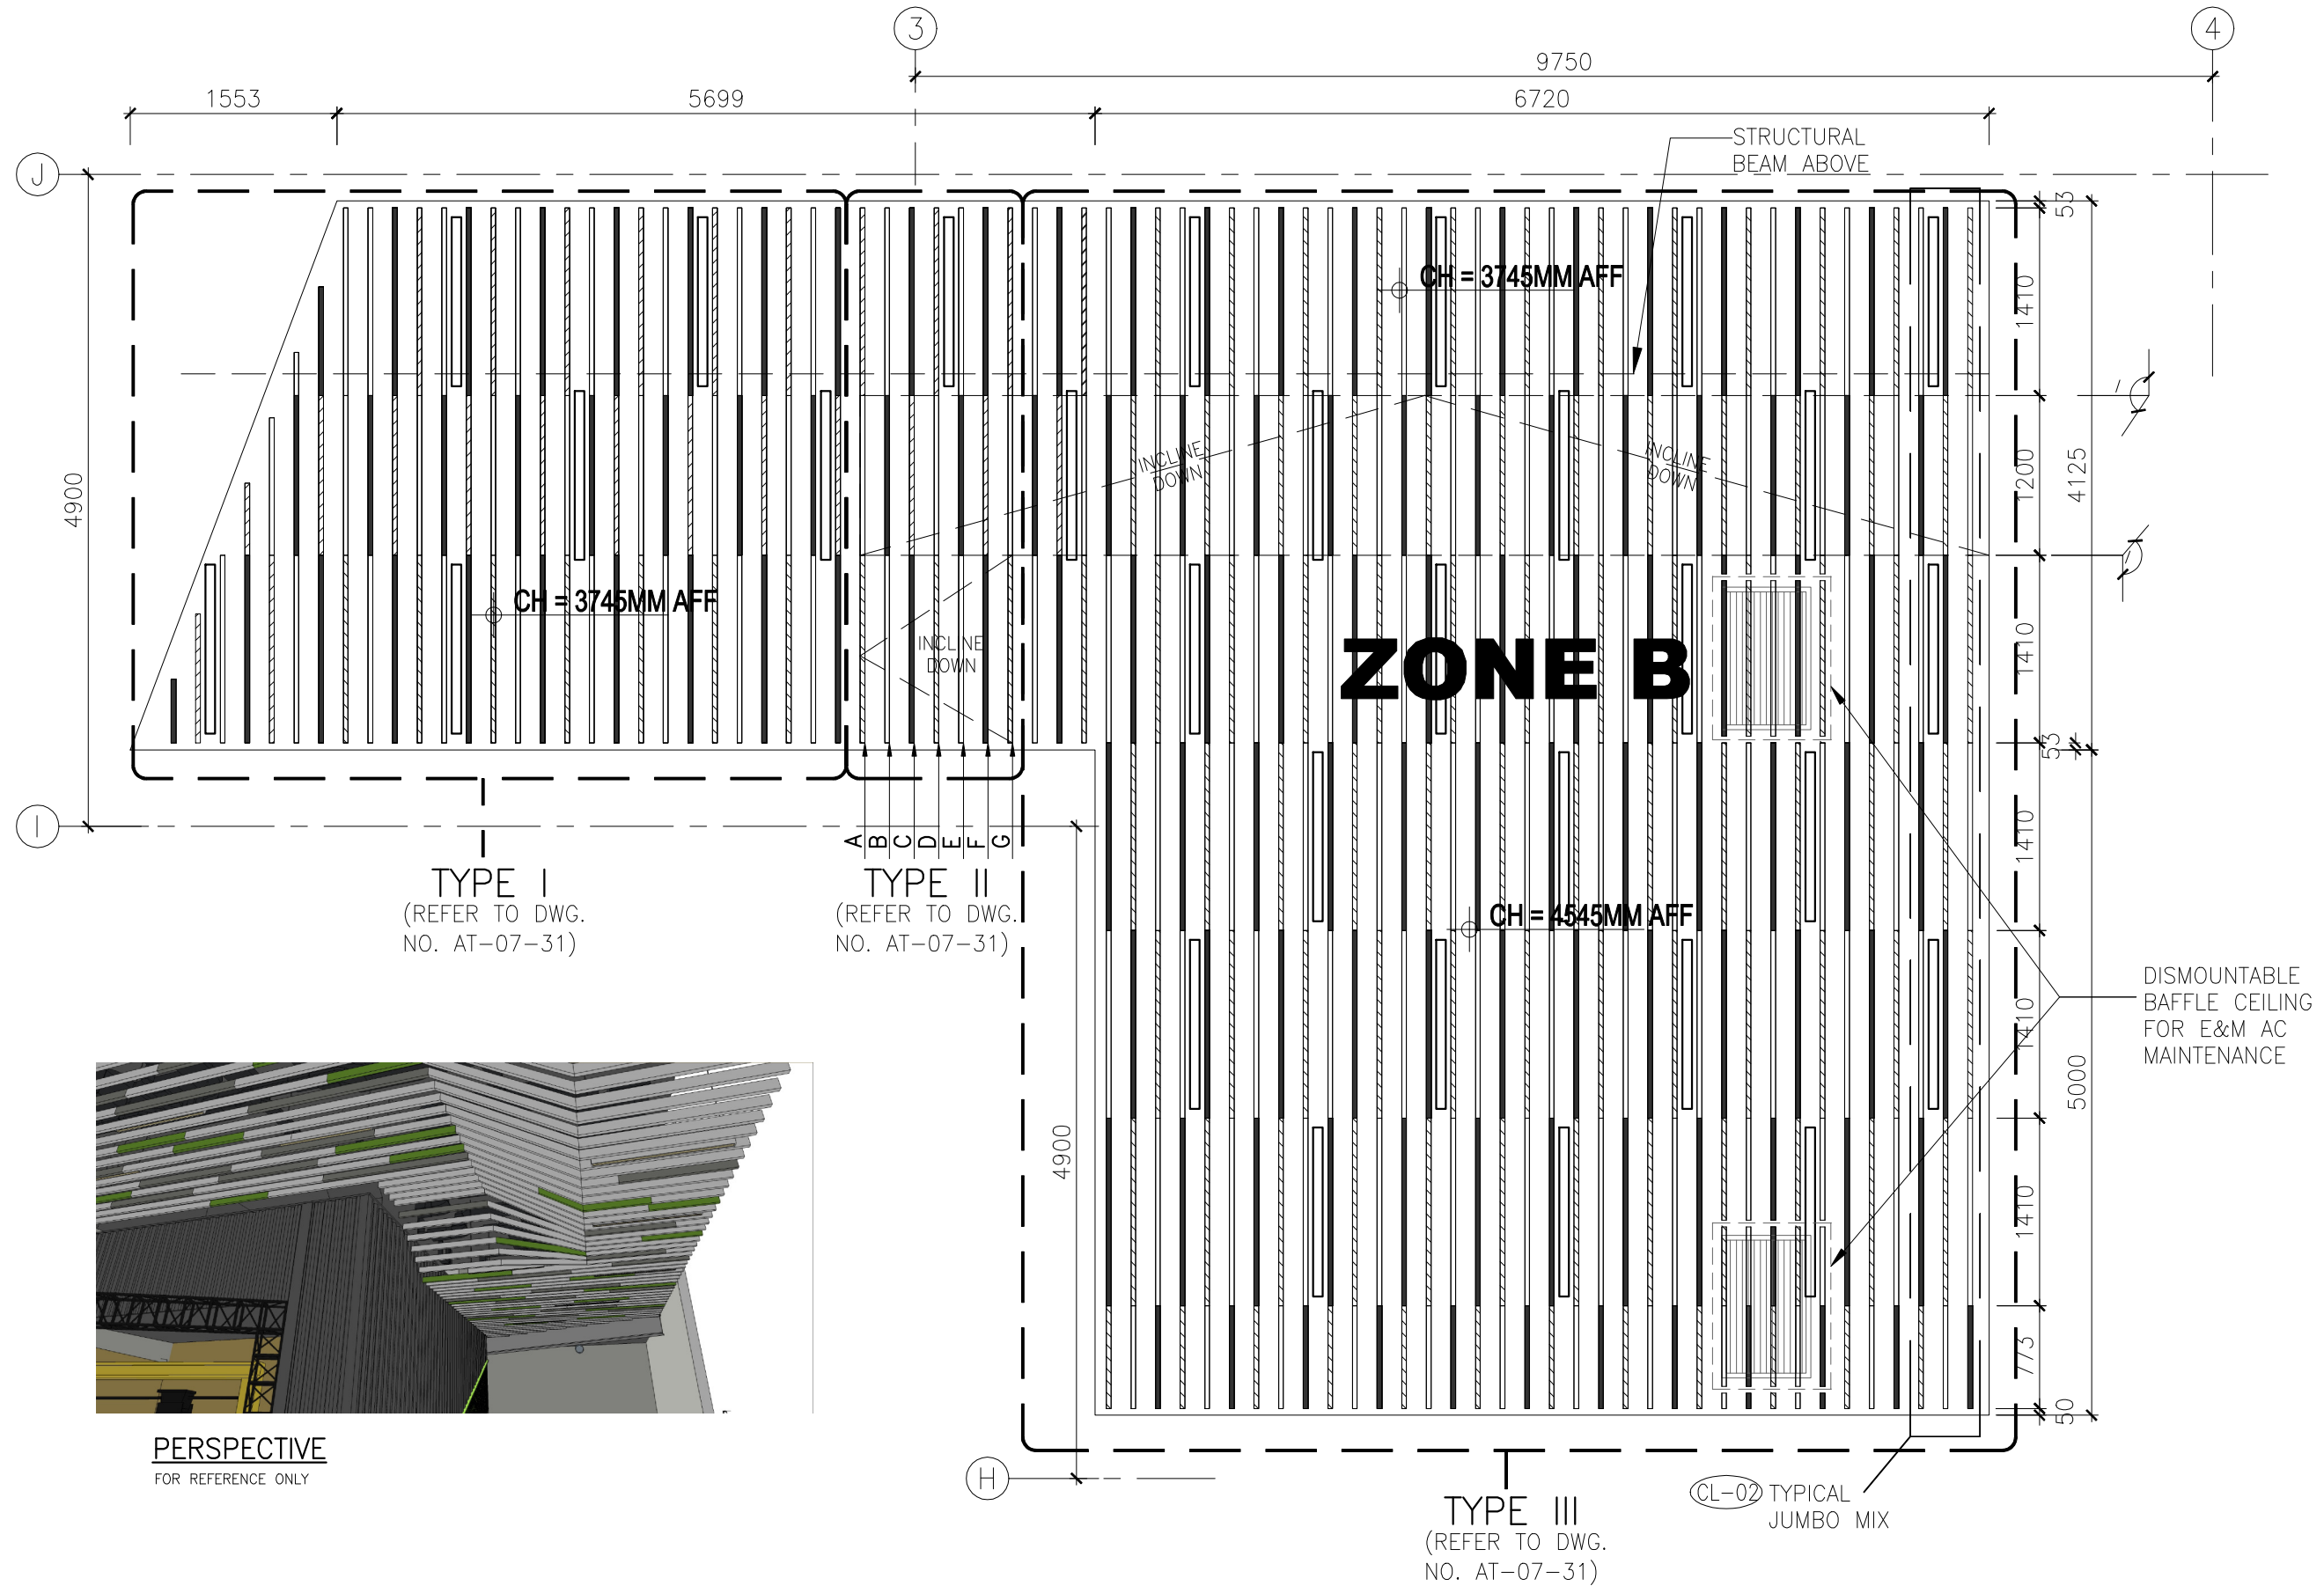 3
4
9750
1553
5699
6720
STRUCTURAL
BEAM ABOVE
J
53
CH = 3745MM AFF
1410
INCLINE
DOWN
INCLINE
DOWN
4900
1200
4125
CH = 3745MM AFF
INCLINE
DOWN
ZONE B
1410
53
I
A
B
C
D
E
F
G
1410
TYPE I
(REFER TO DWG.
NO. AT-07-31)
TYPE II
(REFER TO DWG.
NO. AT-07-31)
CH = 4545MM AFF
DISMOUNTABLE
BAFFLE CEILING
FOR E&M AC
MAINTENANCE
1410
5000
4900
1410
773
50
PERSPECTIVE
FOR REFERENCE ONLY
H
TYPE III
(REFER TO DWG.
NO. AT-07-31)
CL-02 TYPICAL
JUMBO MIX